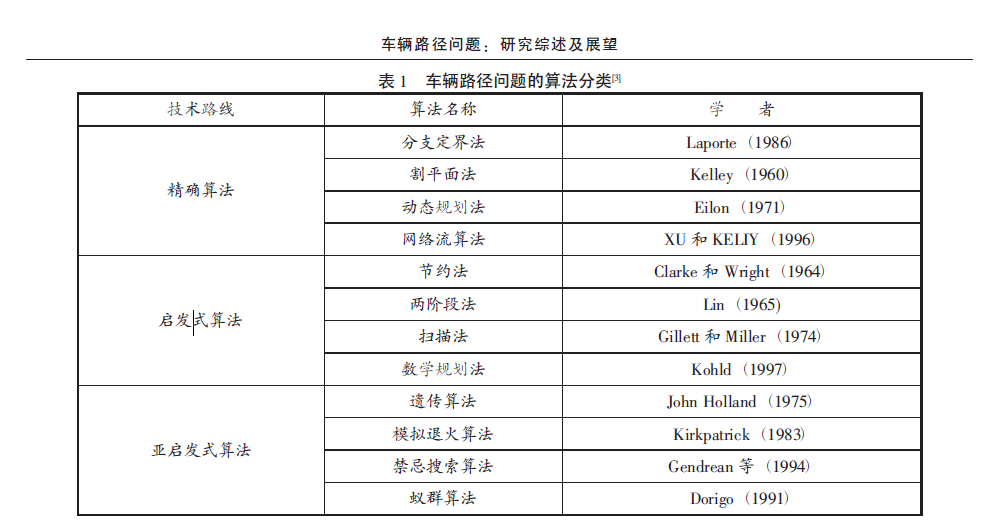 车辆路径问题：研究综述及展望
表 1 车辆路径问题的算法分类[3]
技术路线 算法名称 学 者
精确算法
分支定界法 Laporte (1986)
割平面法 Kelley (1960)
动态规划法 Eilon (1971)
网络流算法 XU 和 KELIY (1996)
启发式算法
节约法 Clarke 和 Wright (1964)
两阶段法 Lin (1965)
扫描法 Gillett 和 Miller (1974)
数学规划法 Kohld (1997)
亚启发式算法
遗传算法 John Holland (1975)
模拟退火算法 Kirkpatrick (1983)
禁忌搜索算法 Gendrean 等 (1994)
蚁群算法 Dorigo (1991)